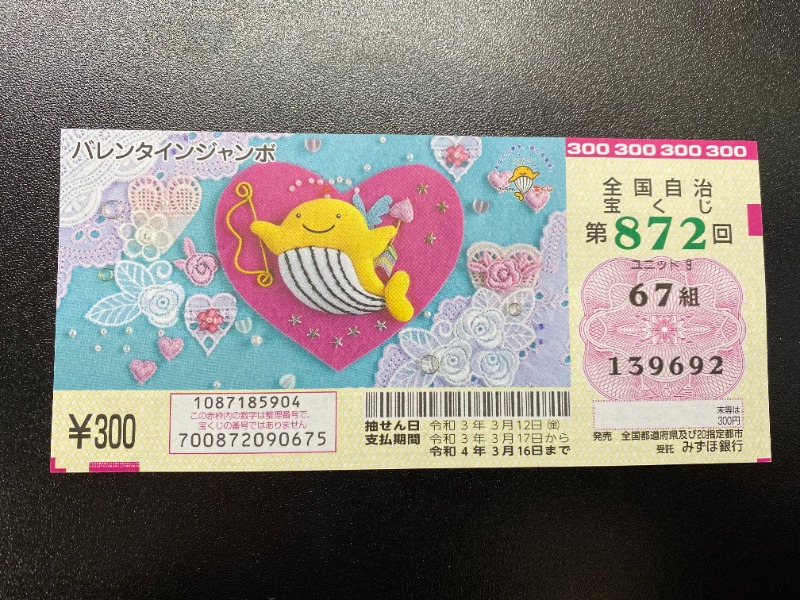 バレンタインジャンボ
宝くじ
300 300 300 300
全国自治
宝くじ
第872回
ユニット 9
67組
139692
¥300
1087185904
この赤枠内の数字は整理番号で、
宝くじの番号ではありません
700872090675
抽せん日 令和3年3月12日(金)
支払期間 令和3年3月17日から
令和4年3月16日まで
末等は
300円
発売 全国都道府県及び20指定都市
受託 みずほ銀行